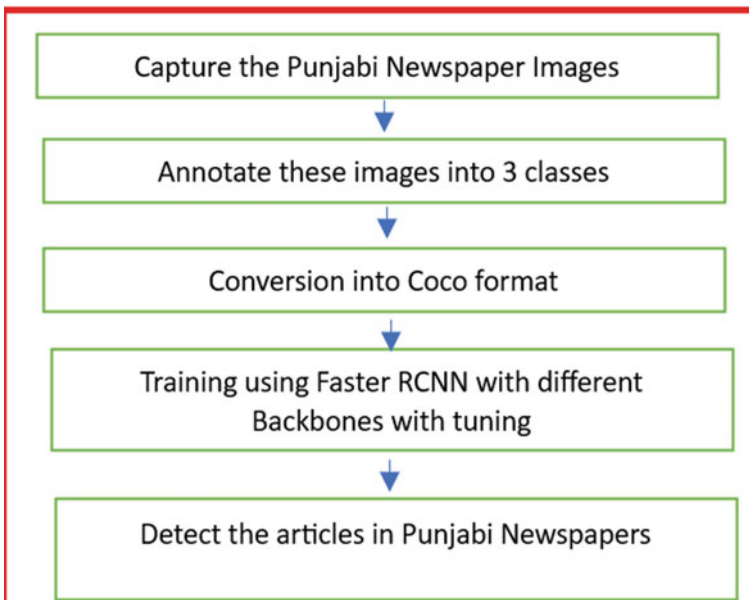 Capture the Punjabi Newspaper Images
Annotate these images into 3 classes
Conversion into Coco format
Training using Faster RCNN with different
Backbones with tuning
Detect the articles in Punjabi Newspapers